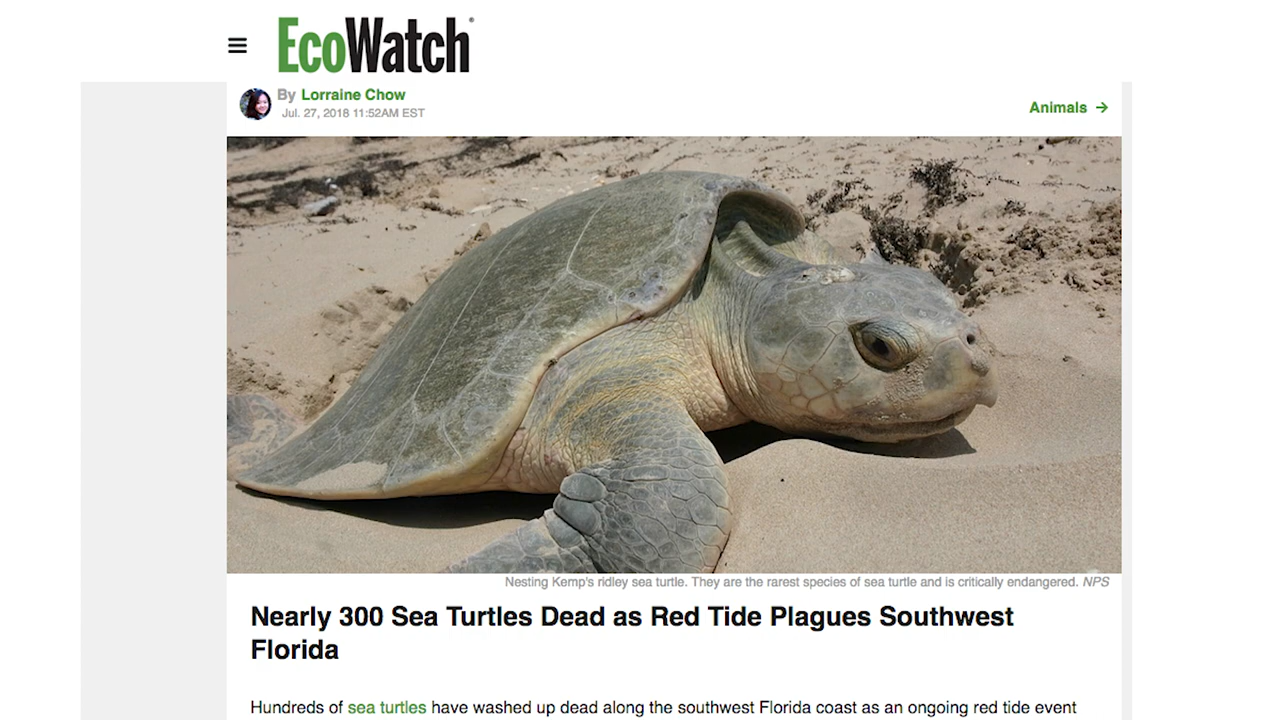 EcoWatch®
By Lorraine Chow
Jul. 27, 2018 11:52AM EST
Animals →
Nesting Kemp's ridley sea turtle. They are the rarest species of sea turtle and is critically endangered. NPS
Nearly 300 Sea Turtles Dead as Red Tide Plagues Southwest
Florida
Hundreds of sea turtles have washed up dead along the southwest Florida coast as an ongoing red tide event